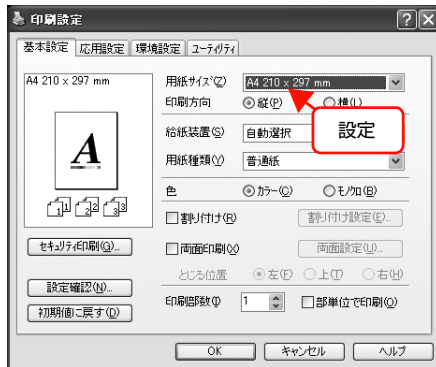 印刷設定
基本設定 応用設定 環境設定 ユーティリティ
A4 210 x 297 mm
用紙サイズ(Z) A4 210 x 297 mm
印刷方向 縦(P) 横(L)
設定
給紙装置(S) 自動選択
用紙種類(Y) 普通紙
A
色 カラー(C) モノクロ(B)
1 1 2 2 3 3
割り付け(R) 割り付け設定(E)...
セキュリティ印刷(G)...
両面印刷(X) 両面設定(U)...
とじる位置 左(F) 上(T) 右(H)
設定確認(N)...
初期値に戻す(D)
印刷部数(I) 1 部単位で印刷(O)
OK キャンセル ヘルプ